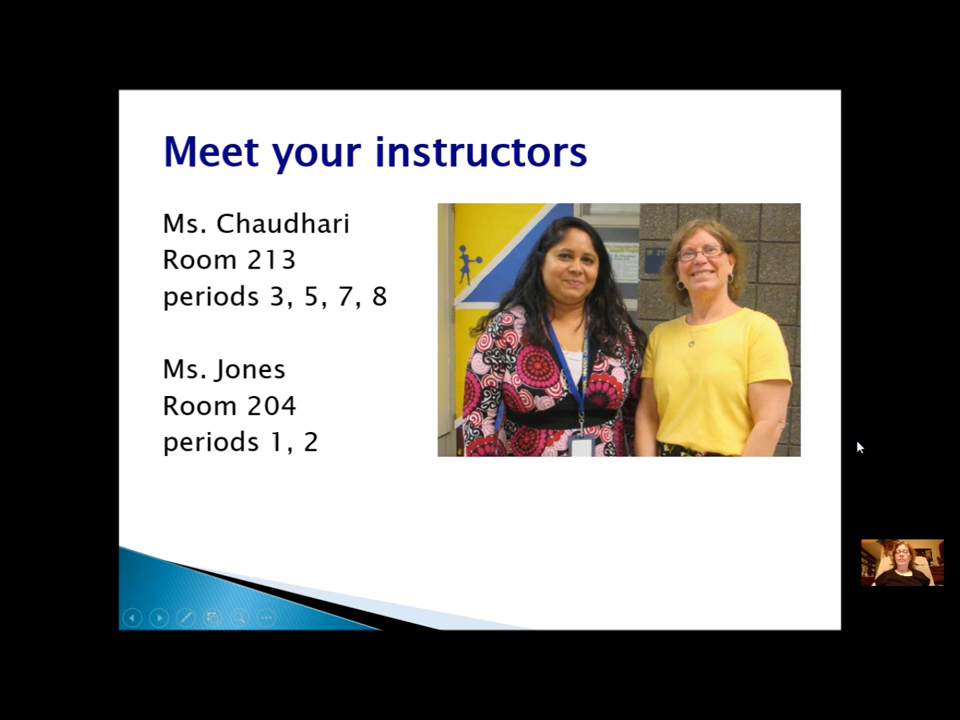 Meet your instructors
Ms. Chaudhari
Room 213
periods 3, 5, 7, 8
Ms. Jones
Room 204
periods 1, 2